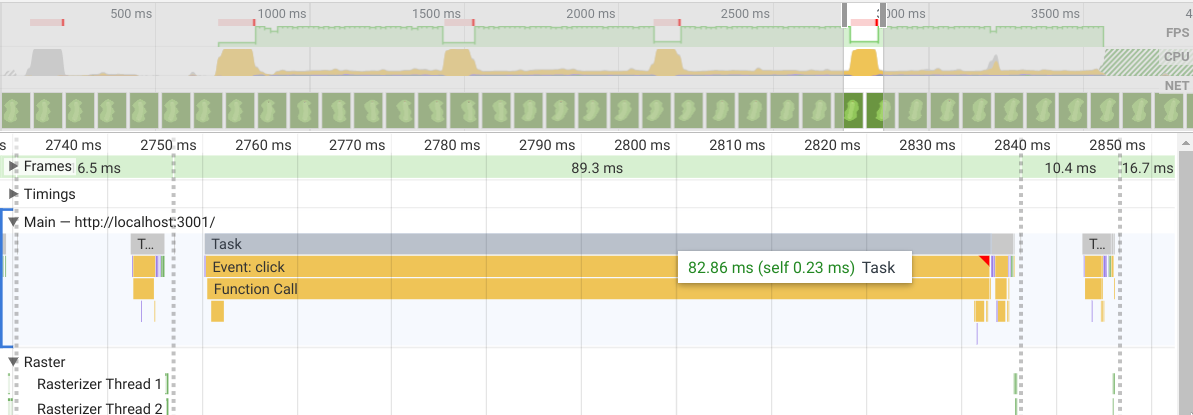 500 ms 1000 ms 1500 ms 2000 ms 2500 ms 000 ms 3500 ms 4
FPS
CPU
NET
s 2740 ms 2750 ms 2760 ms 2770 ms 2780 ms 2790 ms 2800 ms 2810 ms 2820 ms 2830 ms 2840 ms 2850 ms
Frames 6.5 ms 89.3 ms 10.4 ms 16.7 ms
Timings
Main — http://localhost:3001/
T... Task T...
Event: click 82.86 ms (self 0.23 ms) Task
Function Call
Raster
Rasterizer Thread 1
Rasterizer Thread 2